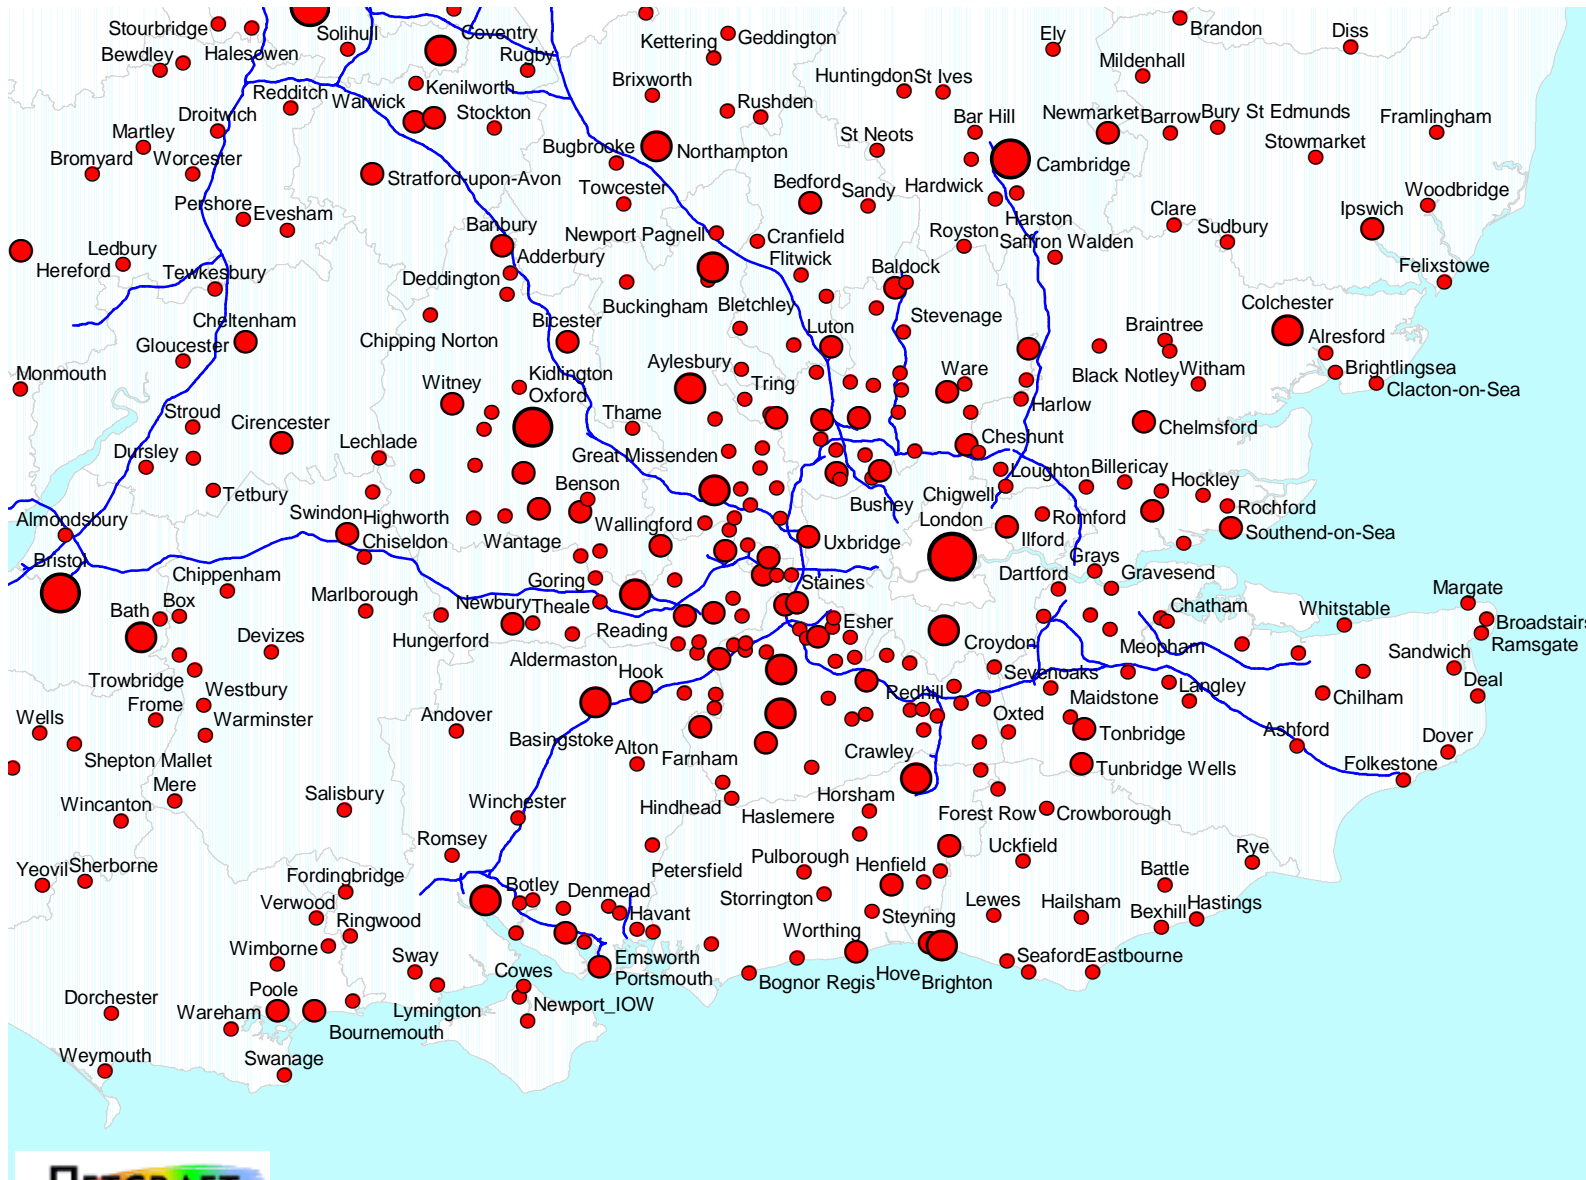 Stourbridge
Solihull
Coventry
Kettering
Geddington
Ely
Brandon
Diss
Bewdley
Halesowen
Rugby
Mildenhall
Redditch
Warwick
Kenilworth
Brixworth
Huntingdon
St Ives
Droitwich
Stockton
Rushden
Bar Hill
Newmarket
Barrow
Bury St Edmunds
Framlingham
Martley
St Neots
Stowmarket
Bromyard
Worcester
Bugbrooke
Northampton
Cambridge
Stratford-upon-Avon
Towcester
Bedford
Sandy
Hardwick
Woodbridge
Pershore
Evesham
Harston
Clare
Ipswich
Banbury
Newport Pagnell
Cranfield
Royston
Saffron Walden
Sudbury
Ledbury
Adderbury
Hereford
Tewkesbury
Deddington
Flitwick
Baldock
Felixstowe
Buckingham
Bletchley
Colchester
Cheltenham
Chipping Norton
Bicester
Luton
Stevenage
Braintree
Alresford
Gloucester
Aylesbury
Monmouth
Witney
Kidlington
Tring
Ware
Black Notley
Witham
Brightlingsea
Clacton-on-Sea
Oxford
Harlow
Stroud
Cirencester
Lechlade
Thame
Cheshunt
Chelmsford
Dursley
Great Missenden
Loughton
Billericay
Tetbury
Benson
Bushey
Chigwell
Hockley
Almondsbury
Swindon
Highworth
Wallingford
London
Romford
Rochford
Chiseldon
Wantage
Uxbridge
Ilford
Southend-on-Sea
Bristol
Chippenham
Goring
Staines
Dartford
Grays
Gravesend
Margate
Bath
Box
Marlborough
Newbury
Theale
Chatham
Whitstable
Broadstairs
Devizes
Hungerford
Reading
Esher
Croydon
Meopham
Ramsgate
Aldermaston
Hook
Sandwich
Trowbridge
Sevenoaks
Westbury
Redhill
Maidstone
Langley
Chilham
Deal
Frome
Wells
Warminster
Andover
Oxted
Basingstoke
Alton
Farnham
Crawley
Tonbridge
Ashford
Dover
Shepton Mallet
Tunbridge Wells
Folkestone
Mere
Wincanton
Salisbury
Winchester
Hindhead
Haslemere
Horsham
Forest Row
Crowborough
Romsey
Yeovil
Sherborne
Petersfield
Pulborough
Henfield
Uckfield
Rye
Fordingbridge
Battle
Verwood
Botley
Denmead
Storrington
Ringwood
Havant
Steyning
Lewes
Hailsham
Bexhill
Hastings
Wimborne
Sway
Emsworth
Worthing
Seaford
Eastbourne
Cowes
Portsmouth
Bognor Regis
Hove
Brighton
Dorchester
Poole
Wareham
Lymington
Newport_IOW
Bournemouth
Weymouth
Swanage